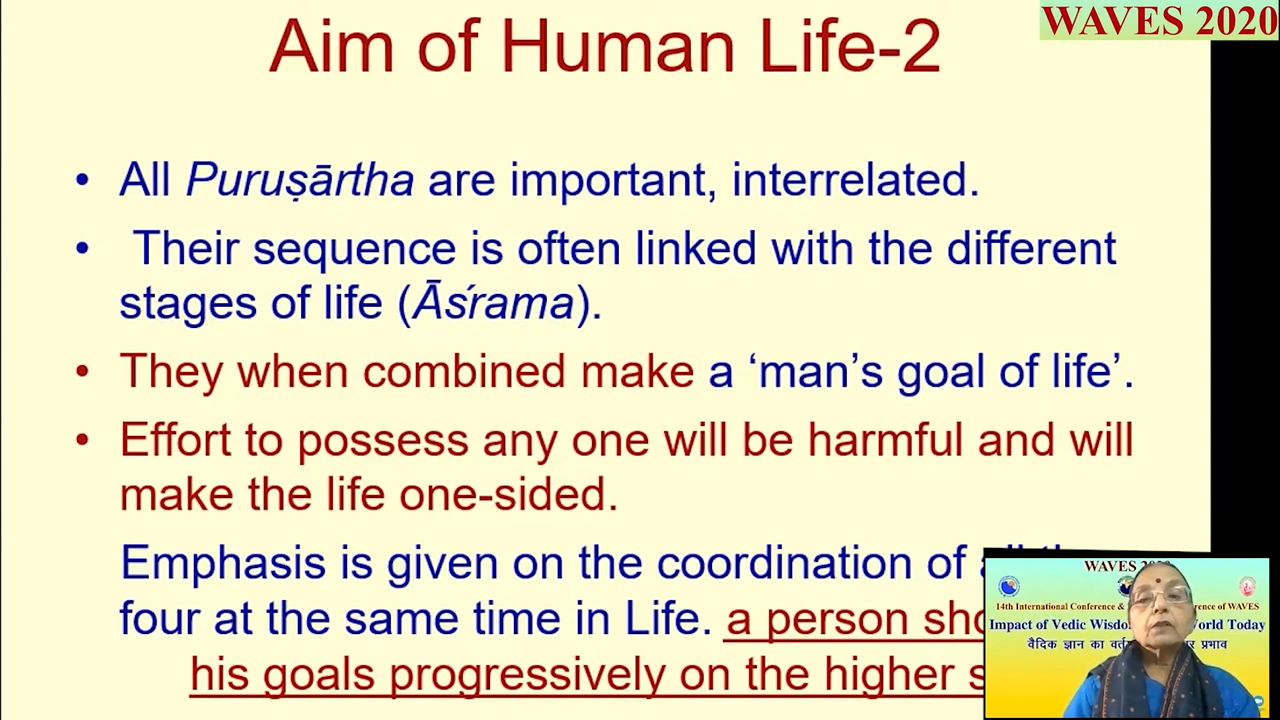 WAVES 2020
Aim of Human Life-2
• All Puruṣārtha are important, interrelated.
• Their sequence is often linked with the different
stages of life (Āśrama).
• They when combined make a ‘man’s goal of life’.
• Effort to possess any one will be harmful and will
make the life one-sided.
Emphasis is given on the coordination of
four at the same time in Life. a person
his goals progressively on the higher
WAVES
14th International Conference &
of WAVES
Impact of Vedic
World Today
वैदिक ज्ञान का
प्रभाव